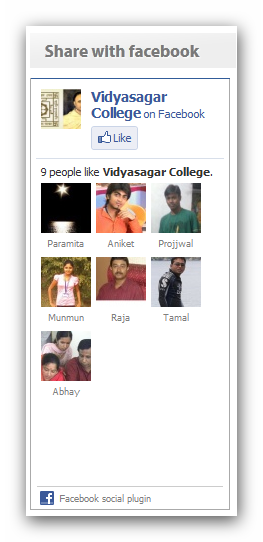 Share with facebook
Vidyasagar
College on Facebook
Like
9 people like Vidyasagar College.
Paramita Aniket Projjwal
Munmun Raja Tamal
Abhay
Facebook social plugin